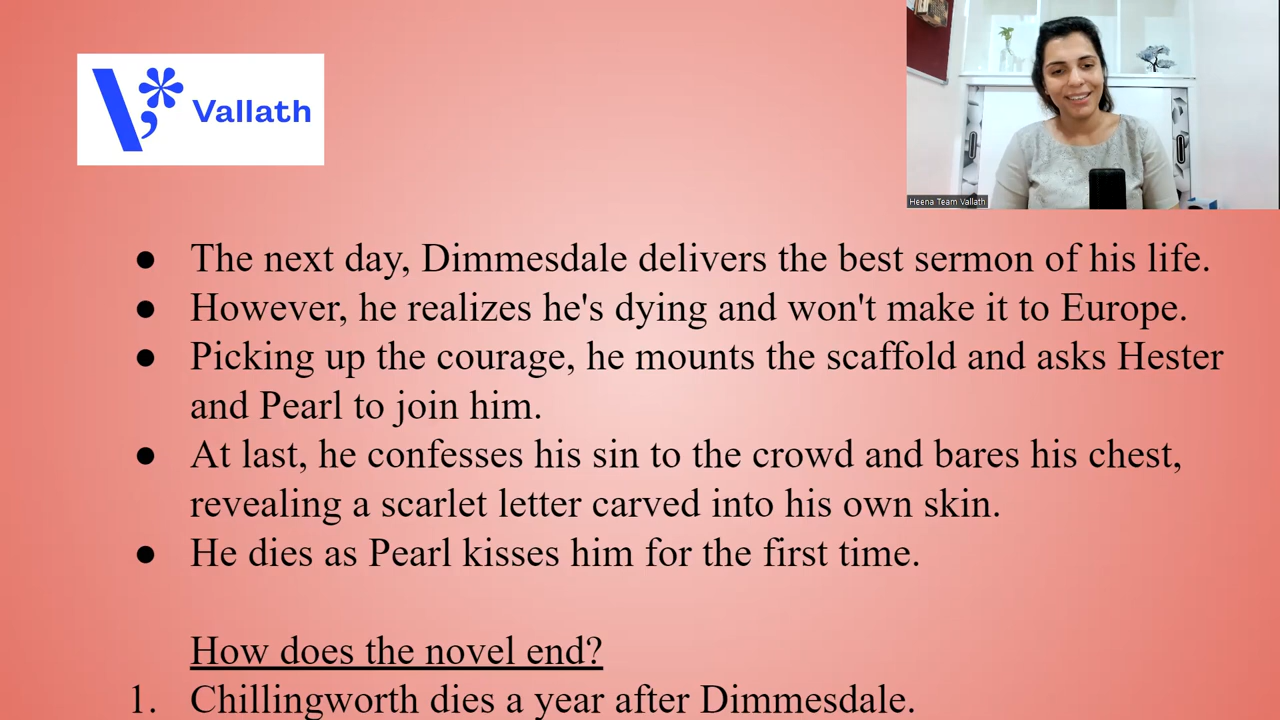 Vallath
Heena Team Vallath
● The next day, Dimmesdale delivers the best sermon of his life.
● However, he realizes he's dying and won't make it to Europe.
● Picking up the courage, he mounts the scaffold and asks Hester
and Pearl to join him.
● At last, he confesses his sin to the crowd and bares his chest,
revealing a scarlet letter carved into his own skin.
● He dies as Pearl kisses him for the first time.
How does the novel end?
1. Chillingworth dies a year after Dimmesdale.